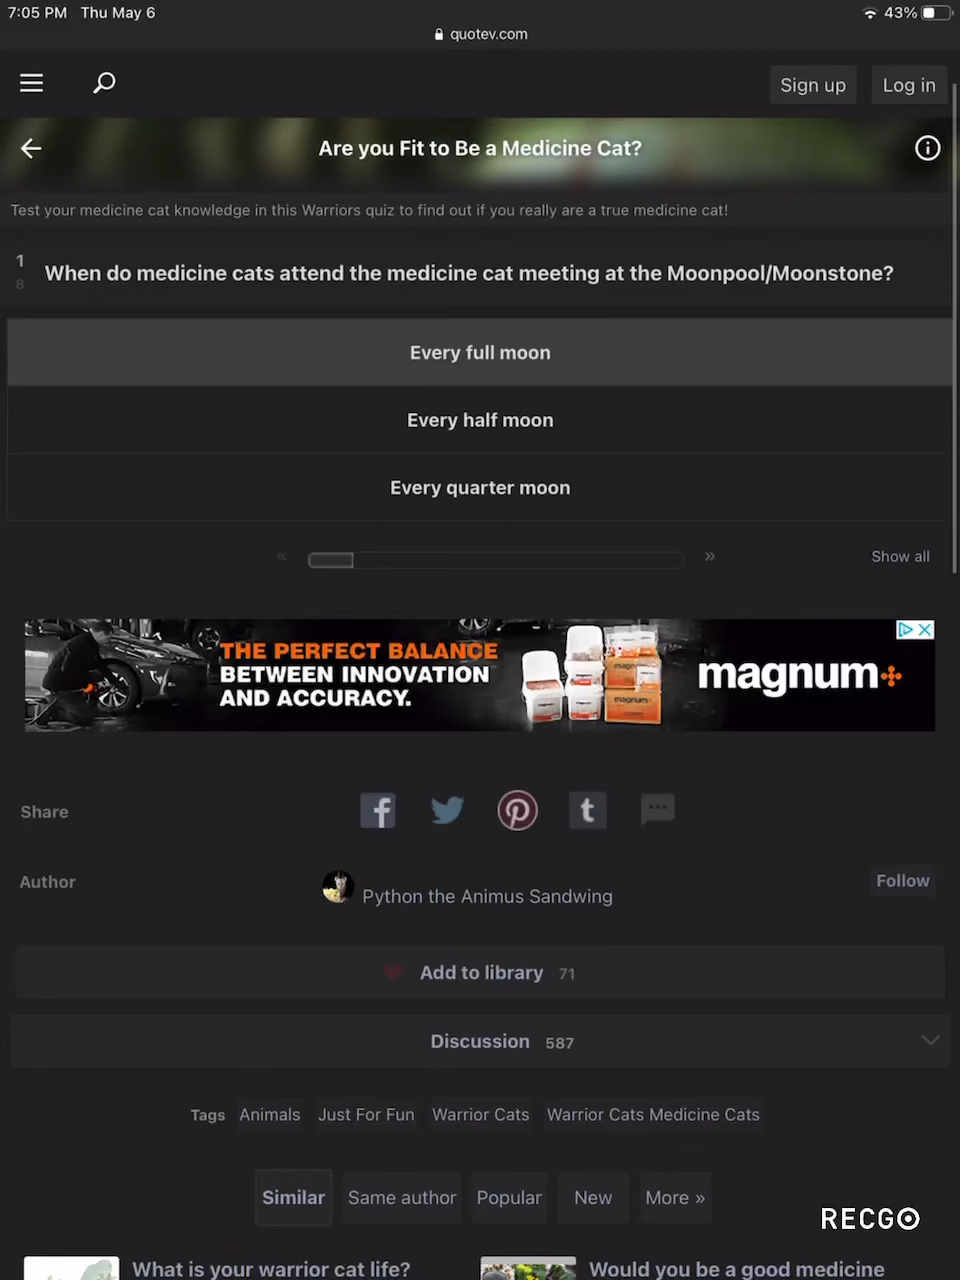 7:05 PM Thu May 6
43%
quotev.com
Sign up
Log in
Are you Fit to Be a Medicine Cat?
Test your medicine cat knowledge in this Warriors quiz to find out if you really are a true medicine cat!
1
8
When do medicine cats attend the medicine cat meeting at the Moonpool/Moonstone?
Every full moon
Every half moon
Every quarter moon
«
»
Show all
THE PERFECT BALANCE
BETWEEN INNOVATION
AND ACCURACY.
magnum
Share
Author
Python the Animus Sandwing
Follow
Add to library 71
Discussion 587
Tags Animals Just For Fun Warrior Cats Warrior Cats Medicine Cats
Similar Same author Popular New More »
RECGO
What is your warrior cat life?
Would you be a good medicine